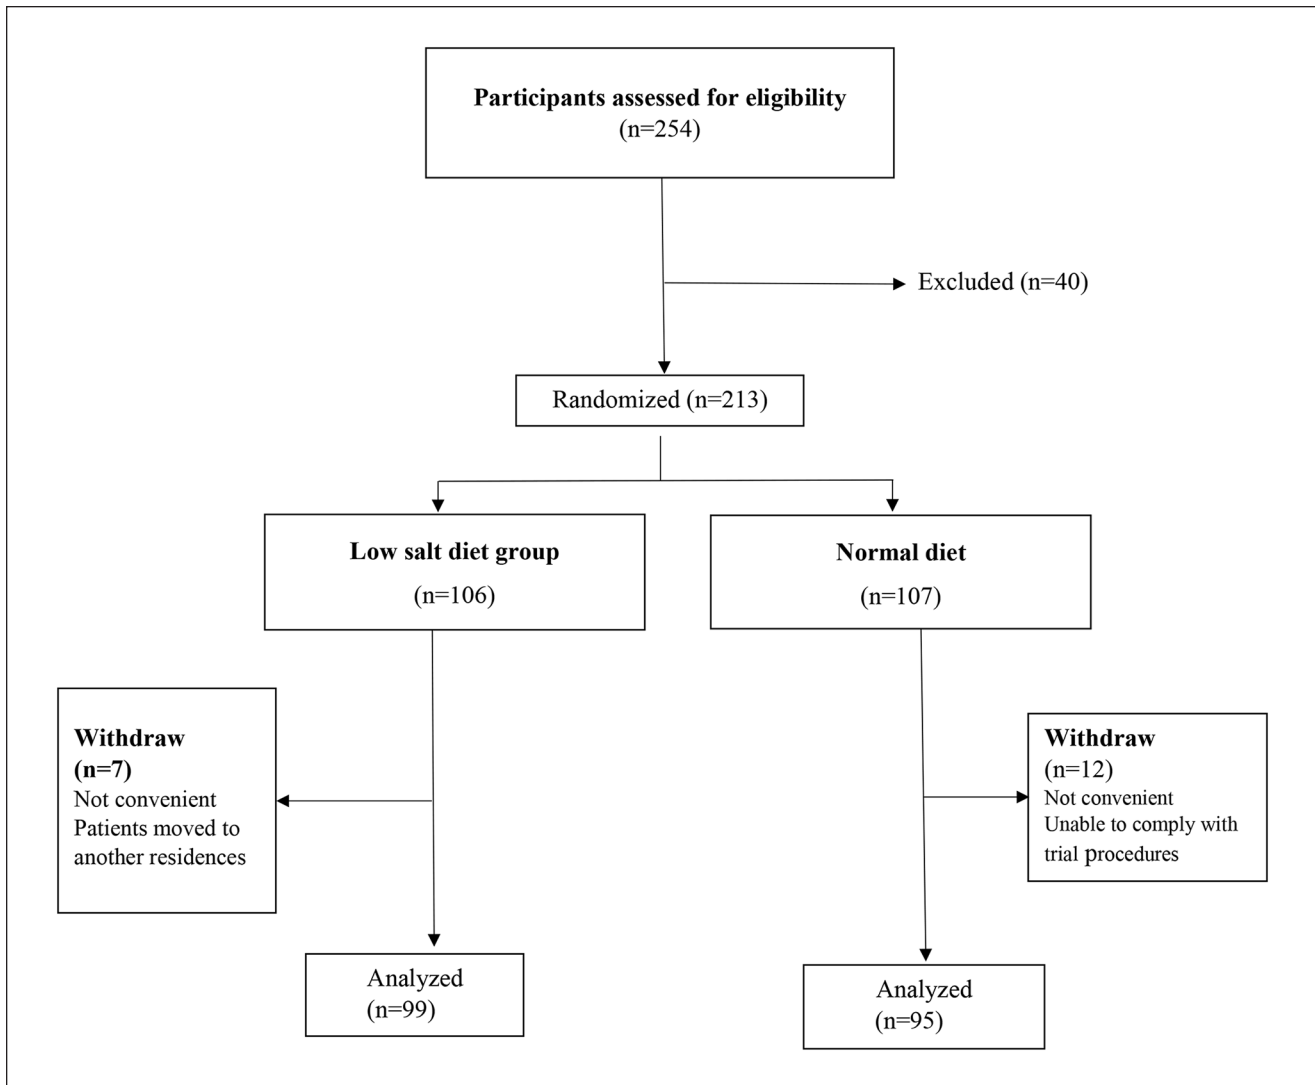 Participants assessed for eligibility
(n=254)
Excluded (n=40)
Randomized (n=213)
Low salt diet group
(n=106)
Normal diet
(n=107)
Withdraw
(n=7)
Not convenient
Patients moved to
another residences
Withdraw
(n=12)
Not convenient
Unable to comply with
trial procedures
Analyzed
(n=99)
Analyzed
(n=95)